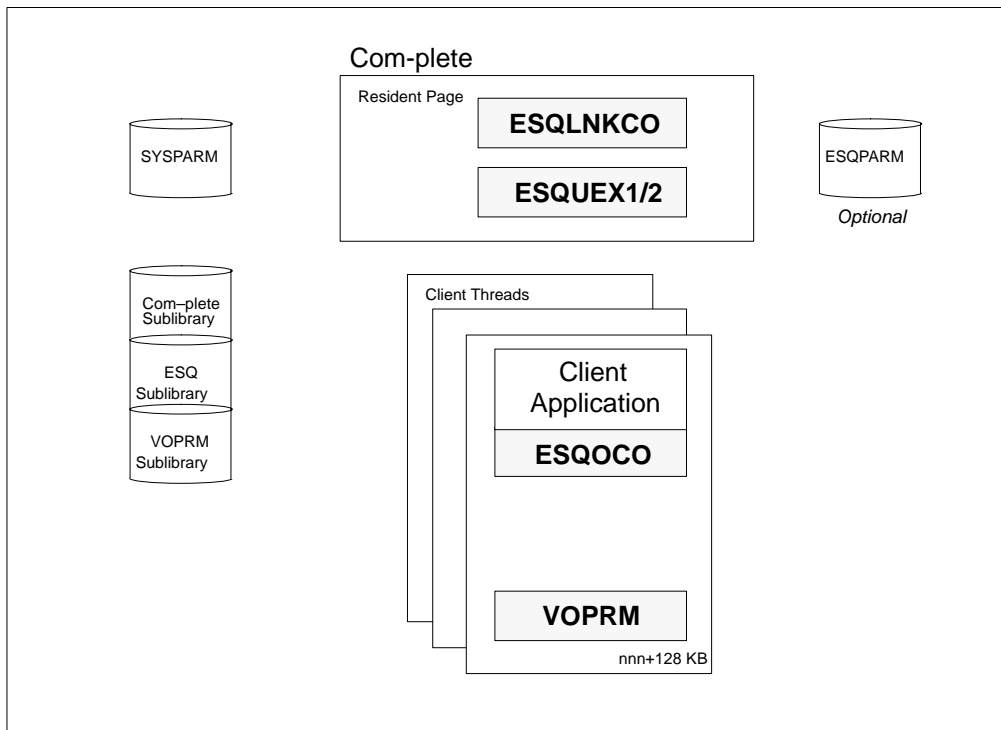 Com-plete
Resident Page
ESQLNKCO
ESQUEX1/2
SYSPARM
ESQPARM
Optional
Com–plete
Sublibrary
ESQ
Sublibrary
VOPRM
Sublibrary
Client Threads
Client
Application
ESQOCO
VOPRM
nnn+128 KB